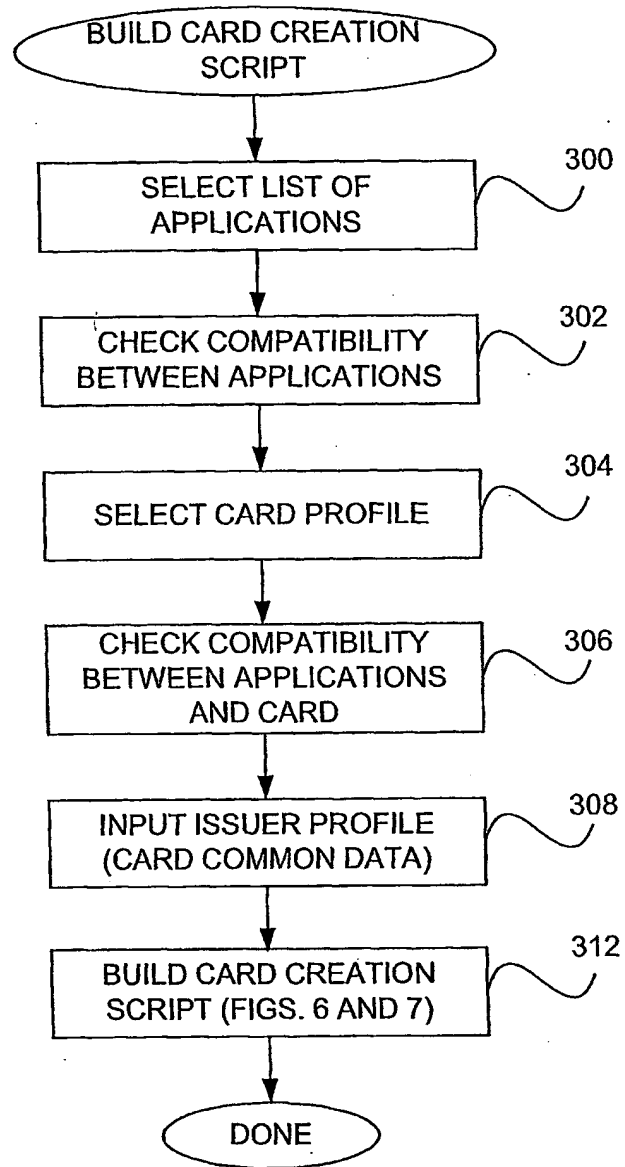 BUILD CARD CREATION
SCRIPT
300
SELECT LIST OF
APPLICATIONS
302
CHECK COMPATIBILITY
BETWEEN APPLICATIONS
304
SELECT CARD PROFILE
306
CHECK COMPATIBILITY
BETWEEN APPLICATIONS
AND CARD
308
INPUT ISSUER PROFILE
(CARD COMMON DATA)
312
BUILD CARD CREATION
SCRIPT (FIGS. 6 AND 7)
DONE